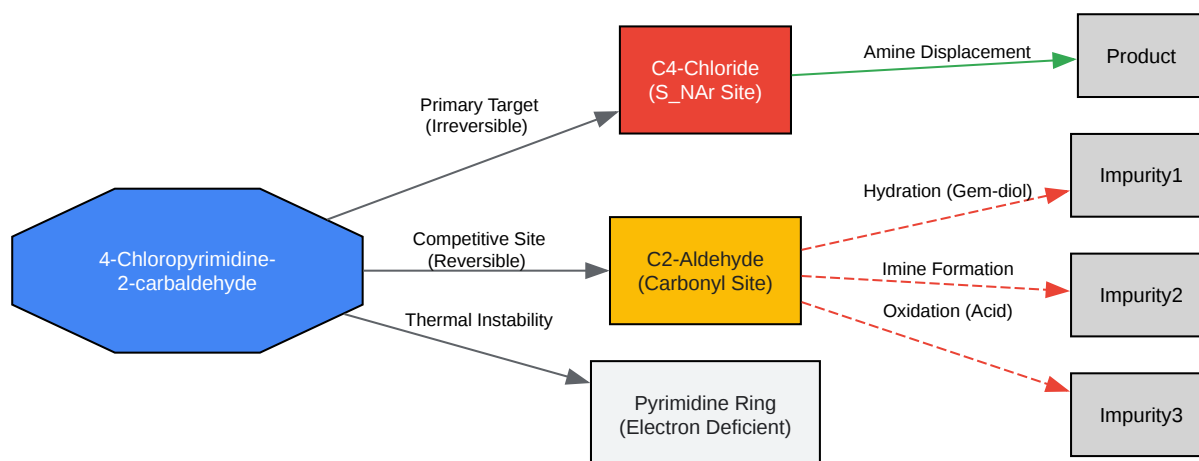 4-Chloropyrimidine-
2-carbaldehyde
Primary Target
(Irreversible)
Competitive Site
(Reversible)
Thermal Instability
C4-Chloride
(S_NAr Site)
C2-Aldehyde
(Carbonyl Site)
Pyrimidine Ring
(Electron Deficient)
Amine Displacement
Hydration (Gem-diol)
Imine Formation
Oxidation (Acid)
Product
Impurity1
Impurity2
Impurity3